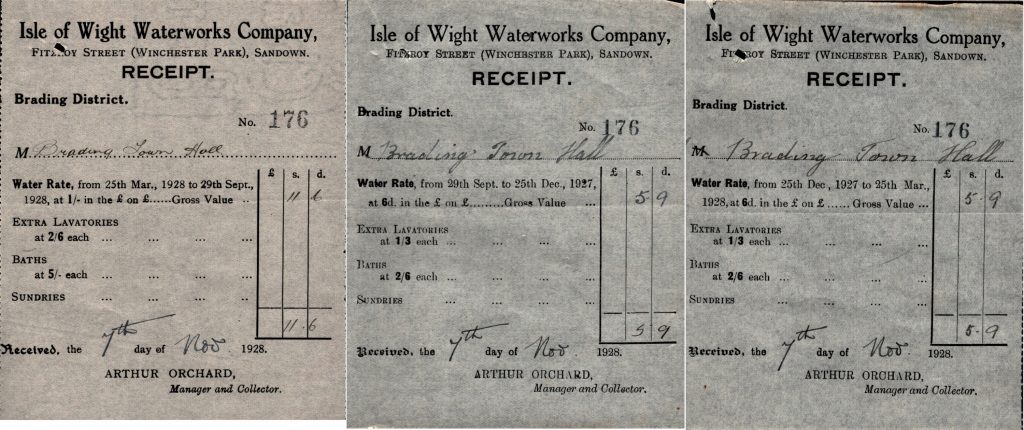 Isle of Wight Waterworks Company,
Fitzroy Street (Winchester Park), Sandown.
RECEIPT.
Brading District.
No. 176
M Brading Town Hall
£ s. d.
Water Rate, from 25th Mar., 1928 to 29th Sept.,
1928, at 1/- in the £ on £......Gross Value .. 11 6
Extra Lavatories
at 2/6 each ... ... ... ..
Baths
at 5/- each ... ... ... ..
Sundries ... ... ... ..
11.6
Received, the 7th day of Nov. 1928.
ARTHUR ORCHARD,
Manager and Collector.
Isle of Wight Waterworks Company,
Fitzroy Street (Winchester Park), Sandown.
RECEIPT.
Brading District.
No. 176
M Brading Town Hall
£ s. d.
Water Rate, from 29th Sept. to 25th Dec., 1927,
at 6d. in the £ on £.......Gross Value ... 5-9
Extra Lavatories
at 1/3 each ... ... ... ...
Baths
at 2/6 each ... ... ... ...
Sundries ... ... ... ...
5 9
Received, the 7th day of Nov. 1928.
ARTHUR ORCHARD,
Manager and Collector.
Isle of Wight Waterworks Company,
Fitzroy Street (Winchester Park), Sandown.
RECEIPT.
Brading District.
No. 176
M Brading Town Hall
£ s. d.
Water Rate, from 25th Dec., 1927 to 25th Mar.,
1928, at 6d. in the £ on £......Gross Value ... 5-9
Extra Lavatories
at 1/3 each ... ... ... ...
Baths
at 2/6 each ... ... ... ...
Sundries ... ... ... ...
5-9
Received, the 7th day of Nov. 1928.
ARTHUR ORCHARD,
Manager and Collector.